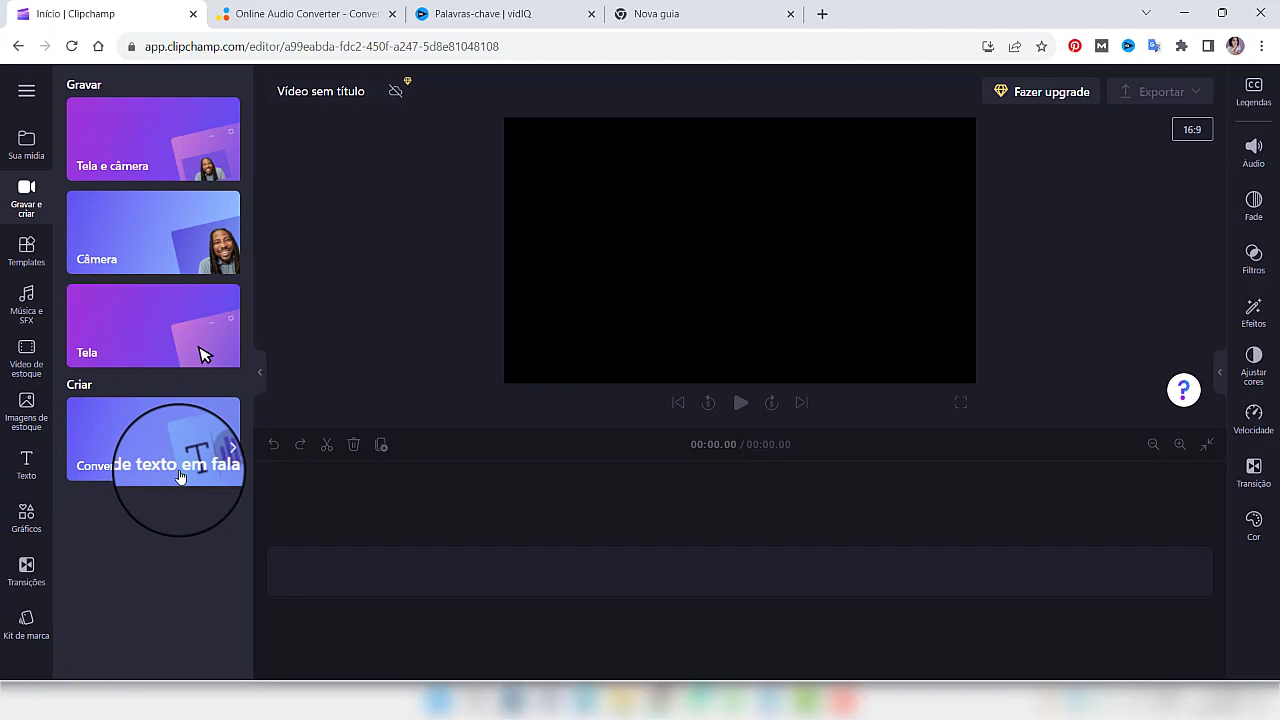 Início | Clipchamp
Online Audio Converter - Conver
Palavras-chave | vidIQ
Nova guia
app.clipchamp.com/editor/a99eabda-fdc2-450f-a247-5d8e81048108
Sua mídia
Gravar e
criar
Templates
Música e
SFX
Vídeo de
estoque
Imagens de
estoque
Texto
Gráficos
Transições
Kit de marca
Gravar
Tela e câmera
Câmera
Tela
Criar
Conver de texto em fala
Vídeo sem título
Fazer upgrade
Exportar
16:9
?
00:00.00 / 00:00.00
CC
Legendas
Audio
Fade
Filtros
Efeitos
Ajustar
cores
Velocidade
Transição
Cor